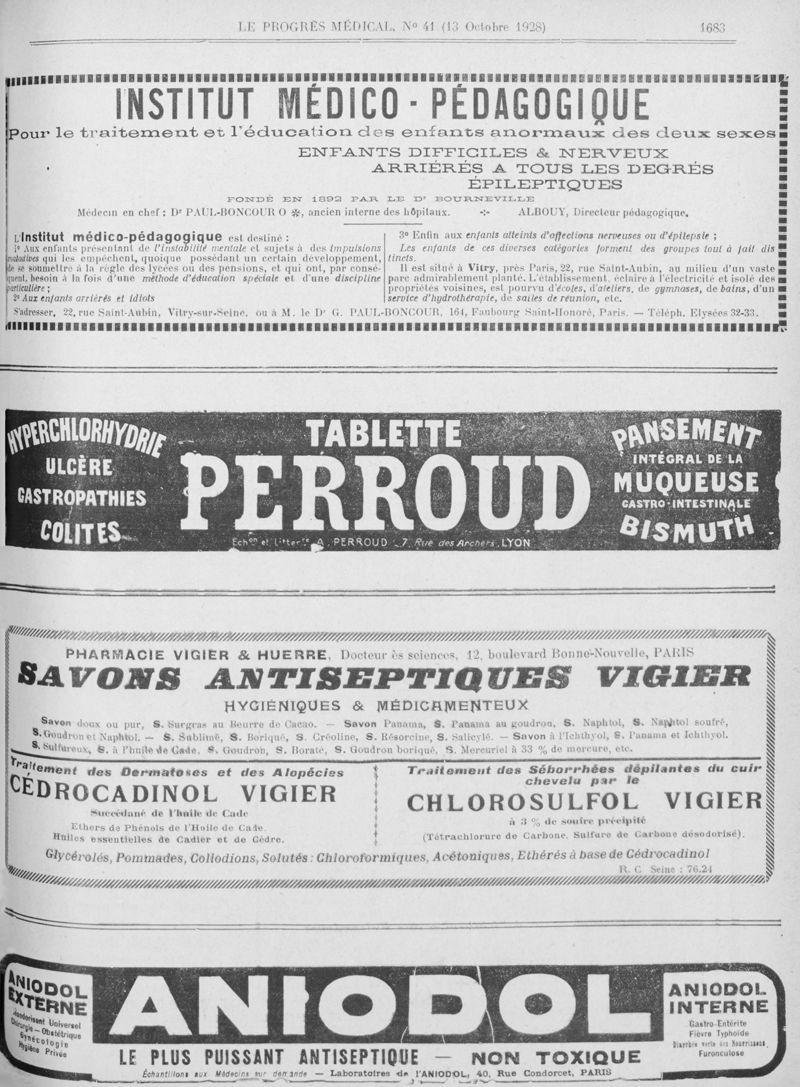 LE PROGRÈS MÉDICAL, No 41 (13 Octobre 1928)
1683
INSTITUT MÉDICO - PÉDAGOGIQUE
Pour le traitement et l'éducation des enfants anormaux des deux sexes
ENFANTS DIFFICILES & NERVEUX
ARRIÉRÉS A TOUS LES DEGRÉS
ÉPILEPTIQUES
FONDÉ EN 1892 PAR LE Dr BOURNEVILLE
Médecin en chef : Dr PAUL-BONCOUR O ✻, ancien interne des hôpitaux. -:- ALBOUY, Directeur pédagogique.
L'Institut médico-pédagogique est destiné :
1o Aux enfants présentant de l'instabilité mentale et sujets à des impulsions
maladives qui les empêchent, quoique possédant un certain développement,
de se soumettre à la règle des lycées ou des pensions, et qui ont, par consé-
quent, besoin à la fois d'une méthode d'éducation spéciale et d'une discipline
particulière ;
2o Aux enfants arriérés et idiots
3o Enfin aux enfants atteints d'affections nerveuses ou d'épilepsie ;
Les enfants de ces diverses catégories forment des groupes tout à fait dis
tincts.
Il est situé à Vitry, près Paris, 22, rue Saint-Aubin, au milieu d'un vaste
parc admirablement planté. L'établissement, éclairé à l'électricité et isolé des
propriétés voisines, est pourvu d'écoles, d'ateliers, de gymnases, de bains, d'un
service d'hydrothérapie, de salles de réunion, etc.
S'adresser, 22, rue Saint-Aubin, Vitry-sur-Seine, ou à M. le Dr G. PAUL-BONCOUR, 164, Faubourg Saint-Honoré, Paris. — Téléph. Elysées 32-33.
HYPERCHLORHYDRIE
ULCÈRE
GASTROPATHIES
COLITES
TABLETTE
PERROUD
Echon et Littérre A. PERROUD _7, Rue des Archers, LYON
PANSEMENT
INTÉGRAL DE LA
MUQUEUSE
GASTRO-INTESTINALE
BISMUTH
PHARMACIE VIGIER & HUERRE, Docteur ès sciences, 12, boulevard Bonne-Nouvelle, PARIS
SAVONS ANTISEPTIQUES VIGIER
HYGIÉNIQUES & MÉDICAMENTEUX
Savon doux ou pur, S. Surgras au Beurre de Cacao. — Savon Panama, S. Panama au goudron, S. Naphtol, S. Naphtol soufré,
S. Goudron et Naphtol. — S. Sublimé, S. Boriqué, S. Créoline, S. Résorcine, S. Salicylé. — Savon à l'Ichthyol, S. Panama et Ichthyol.
S. Sulfureux, S. à l'huile de Cade, S. Goudron, S. Boraté, S. Goudron boriqué, S. Mercuriel à 33 % de mercure, etc.
Traitement des Dermatoses et des Alopécies
CÉDROCADINOL VIGIER
Succédané de l'huile de Cade
Ethers de Phénols de l'Huile de Cade.
Huiles essentielles de Cadier et de Cèdre.
Traitement des Séborrhées dépilantes du cuir
chevelu par le
CHLOROSULFOL VIGIER
à 3 % de soufre précipité
(Tétrachlorure de Carbone, Sulfure de Carbone désodorisé).
Glycérolés, Pommades, Collodions, Solutés : Chloroformiques, Acétoniques, Ethérés à base de Cédrocadinol
R. C. Seine : 76.24
ANIODOL
EXTERNE
Désodorisant Universel
Chirurgie — Obstétrique
Gynécologie
Hygiène Privée
ANIODOL
ANIODOL
INTERNE
Gastro-Entérite
Fièvre Typhoïde
Diarrhée verte des Nourrissons,
Furonculose
LE PLUS PUISSANT ANTISEPTIQUE — NON TOXIQUE
Échantillons aux Médecins sur demande — Laboratoires de l'ANIODOL, 40, Rue Condorcet, PARIS